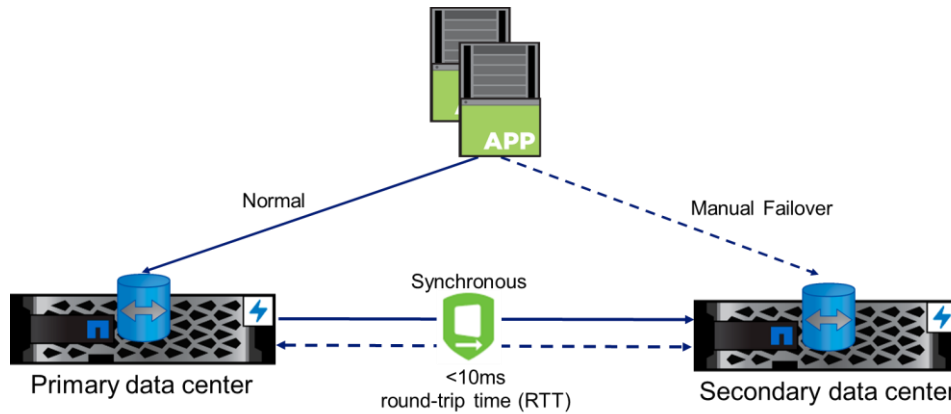 APP
Normal
Manual Failover
Synchronous
<10ms
round-trip time (RTT)
Primary data center
Secondary data center